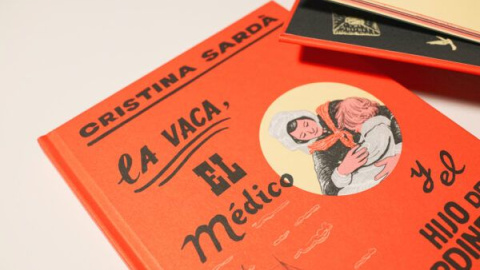 CRISTINA SARDÀ
LA VACA,
EL
Médico
y el
HIJO DE